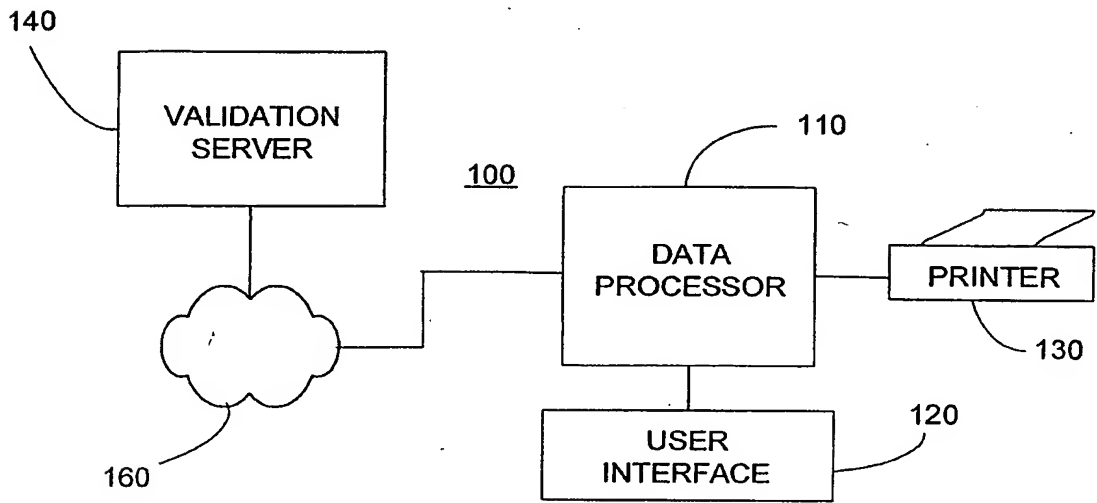 140
VALIDATION
SERVER
110
100
DATA
PROCESSOR
PRINTER
130
160
USER
INTERFACE
120